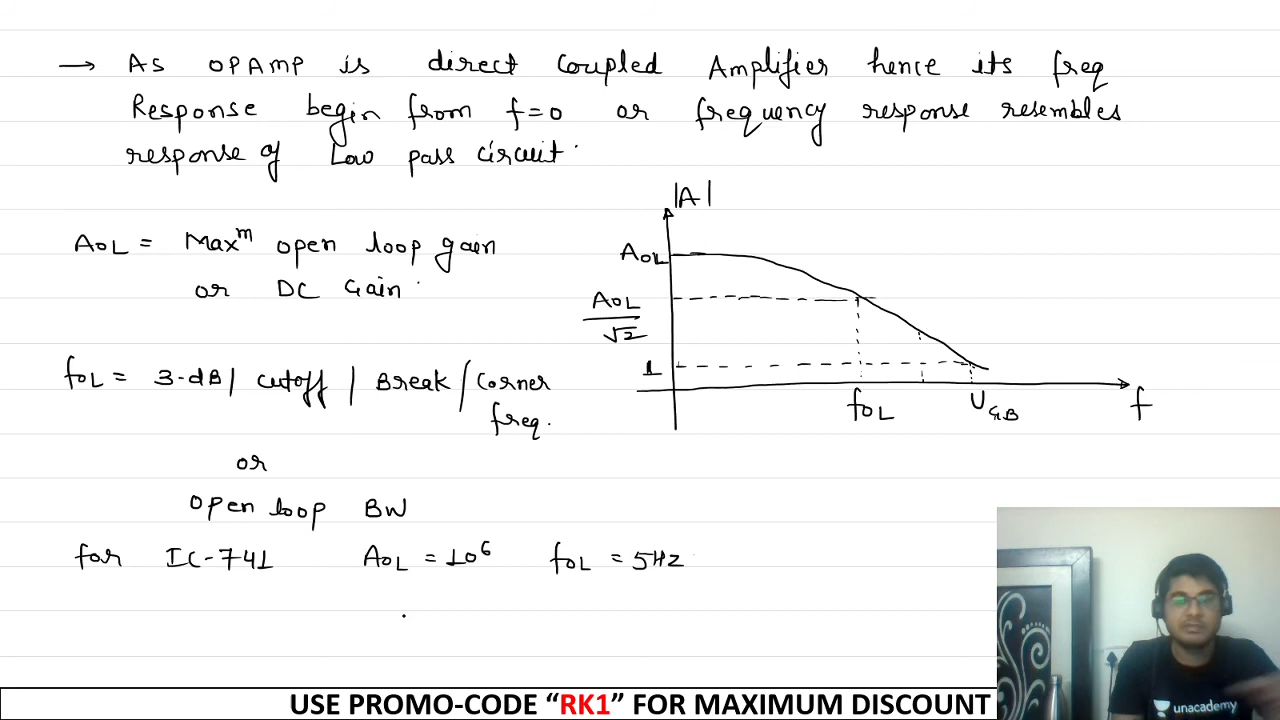 → As OPAMP is direct coupled Amplifier hence its freq
Response begin from f=0 or frequency response resembles
response of Low pass circuit.
|A|
AOL = Maxᵐ open loop gain
or DC Gain.
AOL
AOL
√2
1
fOL
UGB
f
fOL = 3-dB/ cutoff / Break / Corner
freq.
or
open loop BW
for IC-741 AOL = 10⁶ fOL = 5HZ
unacademy
USE PROMO-CODE “RK1” FOR MAXIMUM DISCOUNT